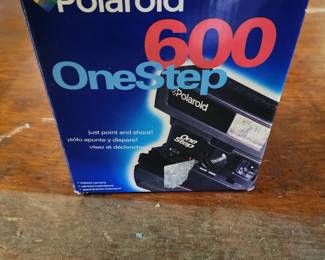 Polaroid
600
OneStep
Polaroid
just point and shoot!
¡sólo apunte y dispare!
visez et déclenchez
One
Step